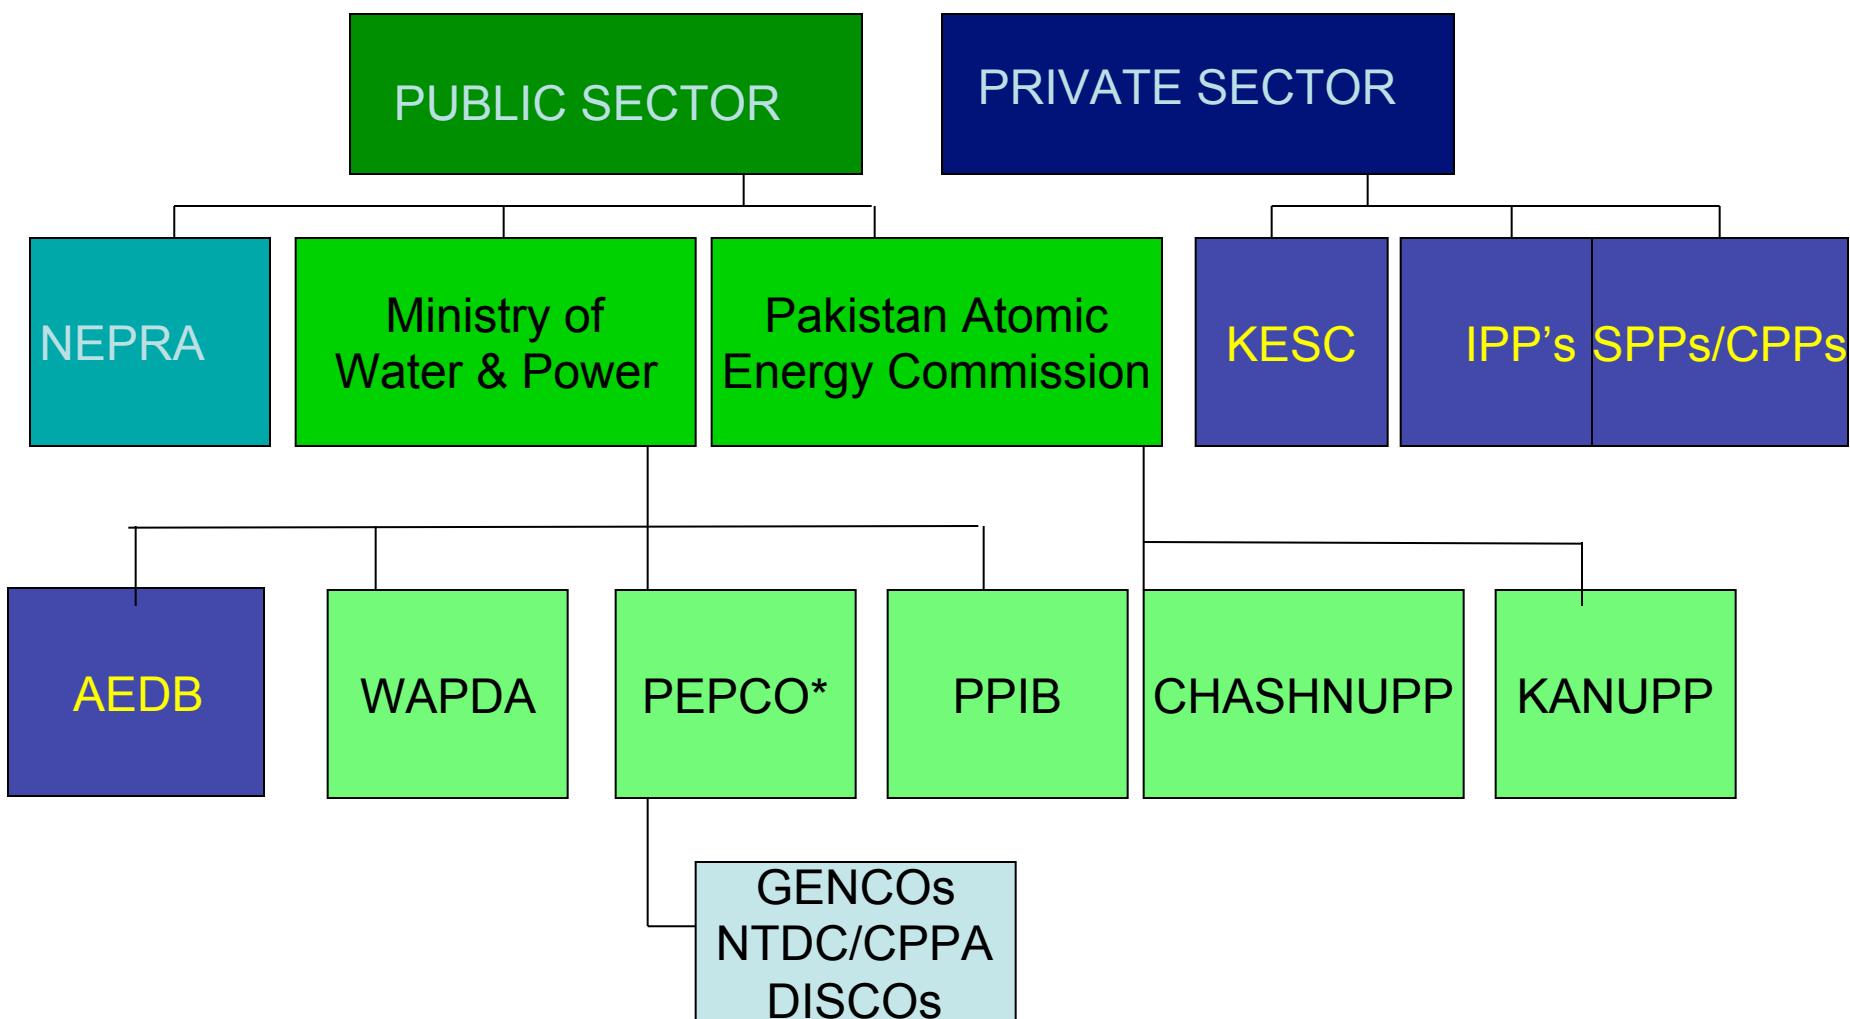 PUBLIC SECTOR
PRIVATE SECTOR
NEPRA
Ministry of
Water & Power
Pakistan Atomic
Energy Commission
KESC
IPP's
SPPs/CPPs
AEDB
WAPDA
PEPCO*
PPIB
CHASHNUPP
KANUPP
GENCOs
NTDC/CPPA
DISCOs